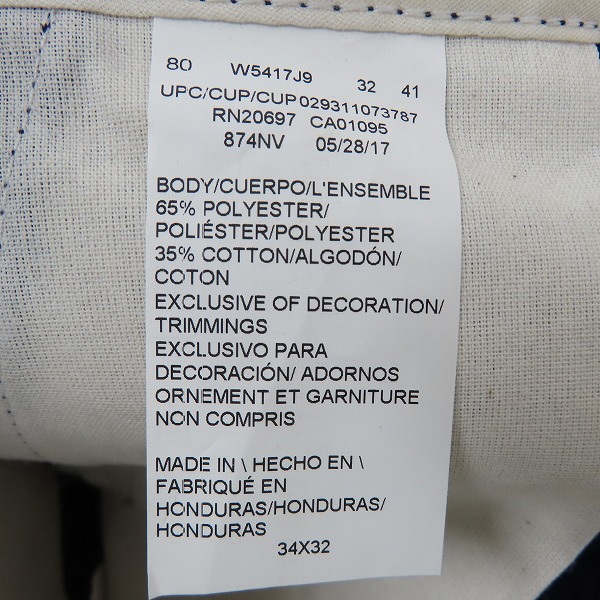 80 W5417J9 32 41
UPC/CUP/CUP029311073787
RN20697 CA01095
874NV 05/28/17
BODY/CUERPO/L'ENSEMBLE
65% POLYESTER/
POLIÉSTER/POLYESTER
35% COTTON/ALGODÓN/
COTON
EXCLUSIVE OF DECORATION/
TRIMMINGS
EXCLUSIVO PARA
DECORACIÓN/ ADORNOS
ORNEMENT ET GARNITURE
NON COMPRIS
MADE IN \ HECHO EN \
FABRIQUÉ EN
HONDURAS/HONDURAS/
HONDURAS
34X32